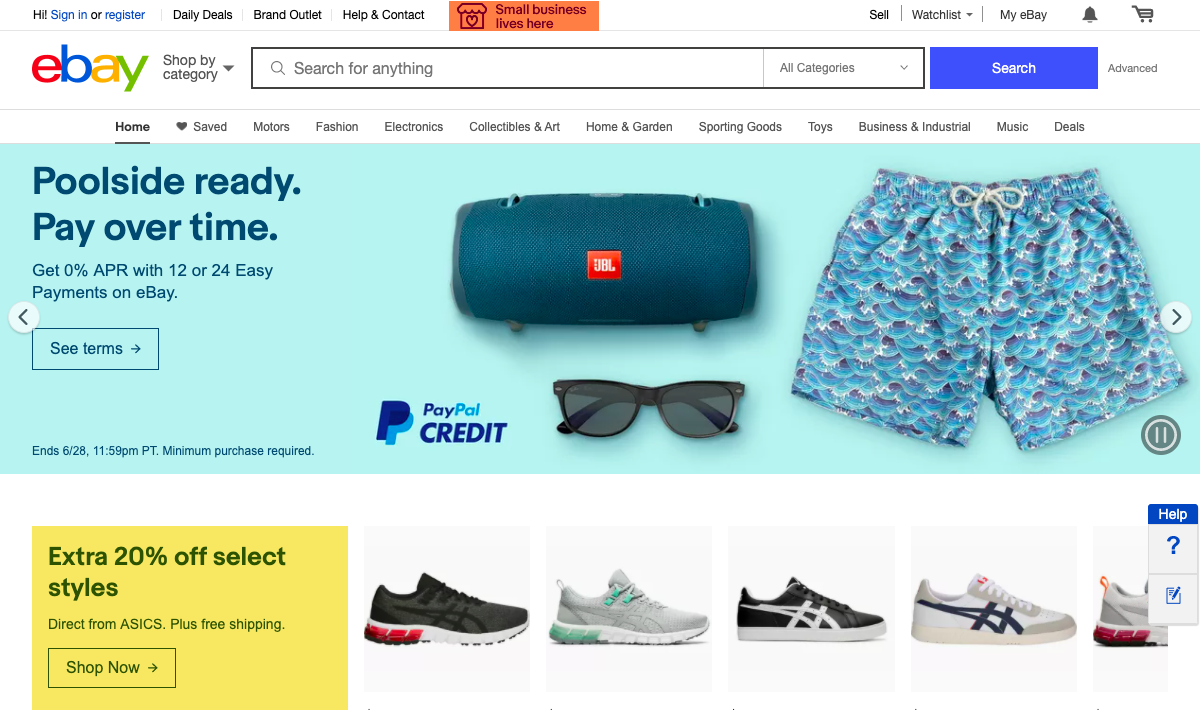 Hi! Sign in or register
Daily Deals
Brand Outlet
Help & Contact
Small business
lives here
Sell
Watchlist
My eBay
ebay
Shop by
category
Search for anything
All Categories
Search
Advanced
Home
Saved
Motors
Fashion
Electronics
Collectibles & Art
Home & Garden
Sporting Goods
Toys
Business & Industrial
Music
Deals
Poolside ready.
Pay over time.
Get 0% APR with 12 or 24 Easy
Payments on eBay.
See terms →
JBL
PayPal
CREDIT
Ends 6/28, 11:59pm PT. Minimum purchase required.
Help
?
Extra 20% off select
styles
Direct from ASICS. Plus free shipping.
Shop Now →